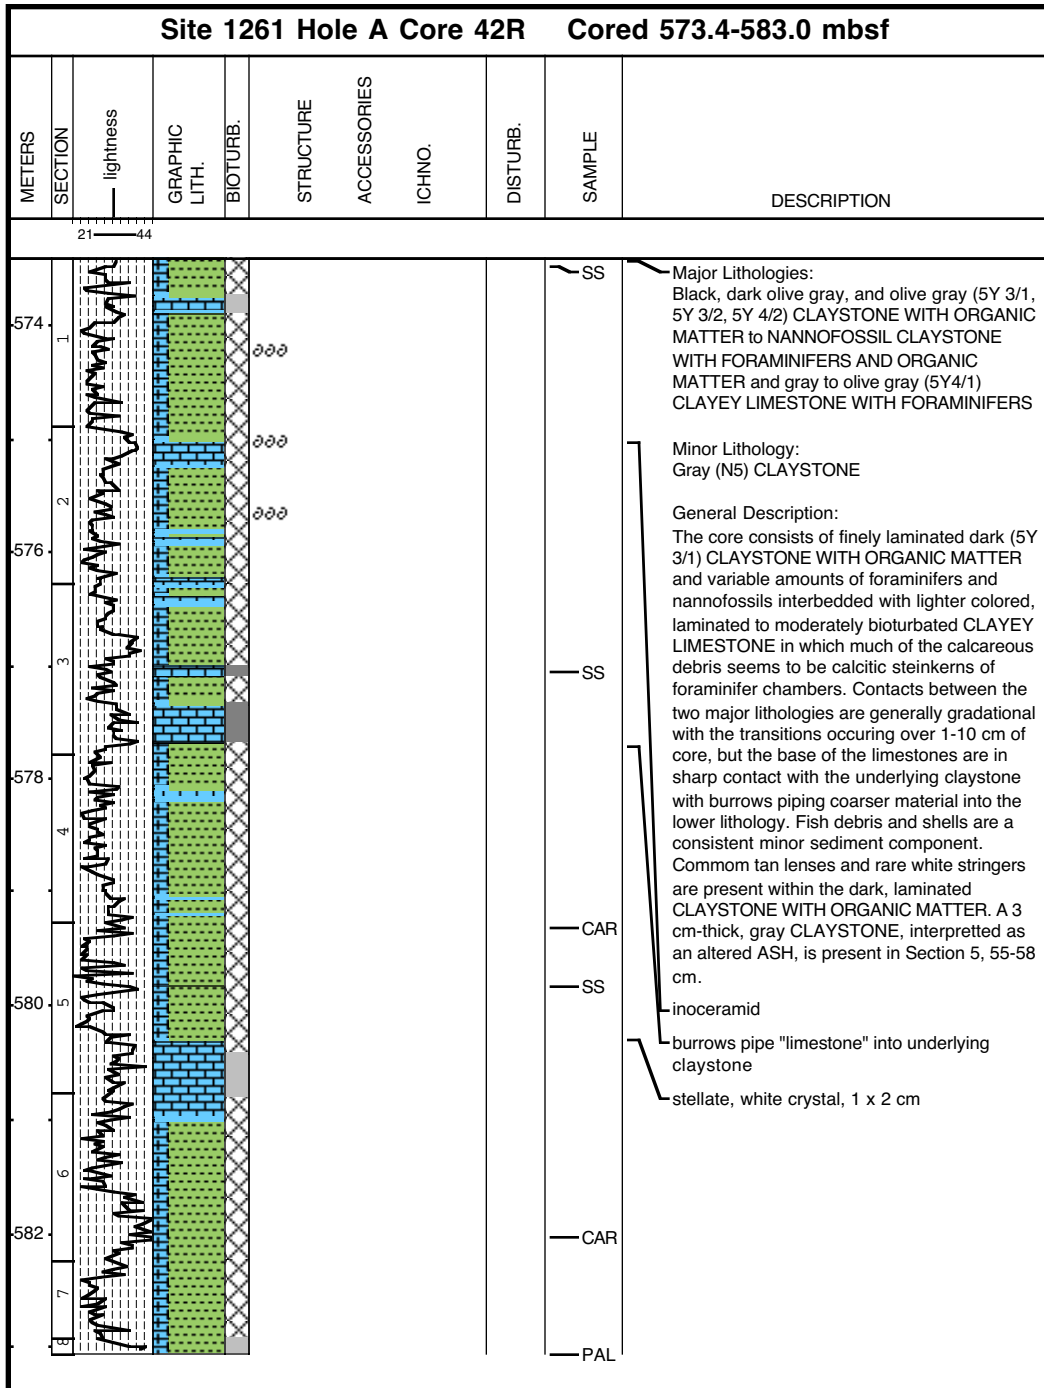 Site 1261 Hole A Core 42R Cored 573.4-583.0 mbsf
METERS
SECTION
lightness
GRAPHIC
LITH.
BIOTURB.
STRUCTURE
ACCESSORIES
ICHNO.
DISTURB.
SAMPLE
DESCRIPTION
21 44
574
576
578
580
582
1
2
3
4
5
6
7
8
SS
SS
CAR
SS
CAR
PAL
Major Lithologies:
Black, dark olive gray, and olive gray (5Y 3/1,
5Y 3/2, 5Y 4/2) CLAYSTONE WITH ORGANIC
MATTER to NANNOFOSSIL CLAYSTONE
WITH FORAMINIFERS AND ORGANIC
MATTER and gray to olive gray (5Y4/1)
CLAYEY LIMESTONE WITH FORAMINIFERS
Minor Lithology:
Gray (N5) CLAYSTONE
General Description:
The core consists of finely laminated dark (5Y
3/1) CLAYSTONE WITH ORGANIC MATTER
and variable amounts of foraminifers and
nannofossils interbedded with lighter colored,
laminated to moderately bioturbated CLAYEY
LIMESTONE in which much of the calcareous
debris seems to be calcitic steinkerns of
foraminifer chambers. Contacts between the
two major lithologies are generally gradational
with the transitions occuring over 1-10 cm of
core, but the base of the limestones are in
sharp contact with the underlying claystone
with burrows piping coarser material into the
lower lithology. Fish debris and shells are a
consistent minor sediment component.
Commom tan lenses and rare white stringers
are present within the dark, laminated
CLAYSTONE WITH ORGANIC MATTER. A 3
cm-thick, gray CLAYSTONE, interpretted as
an altered ASH, is present in Section 5, 55-58
cm.
inoceramid
burrows pipe "limestone" into underlying
claystone
stellate, white crystal, 1 x 2 cm